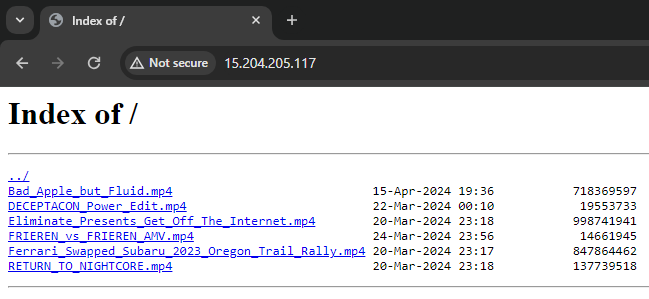 Index of /
Not secure 15.204.205.117
Index of /
../
Bad_Apple_but_Fluid.mp4 15-Apr-2024 19:36 718369597
DECEPTACON_Power_Edit.mp4 22-Mar-2024 00:10 19553733
Eliminate_Presents_Get_Off_The_Internet.mp4 20-Mar-2024 23:18 998741941
FRIEREN_vs_FRIEREN_AMV.mp4 24-Mar-2024 23:56 14661945
Ferrari_Swapped_Subaru_2023_Oregon_Trail_Rally.mp4 20-Mar-2024 23:17 847864462
RETURN_TO_NIGHTCORE.mp4 20-Mar-2024 23:18 137739518